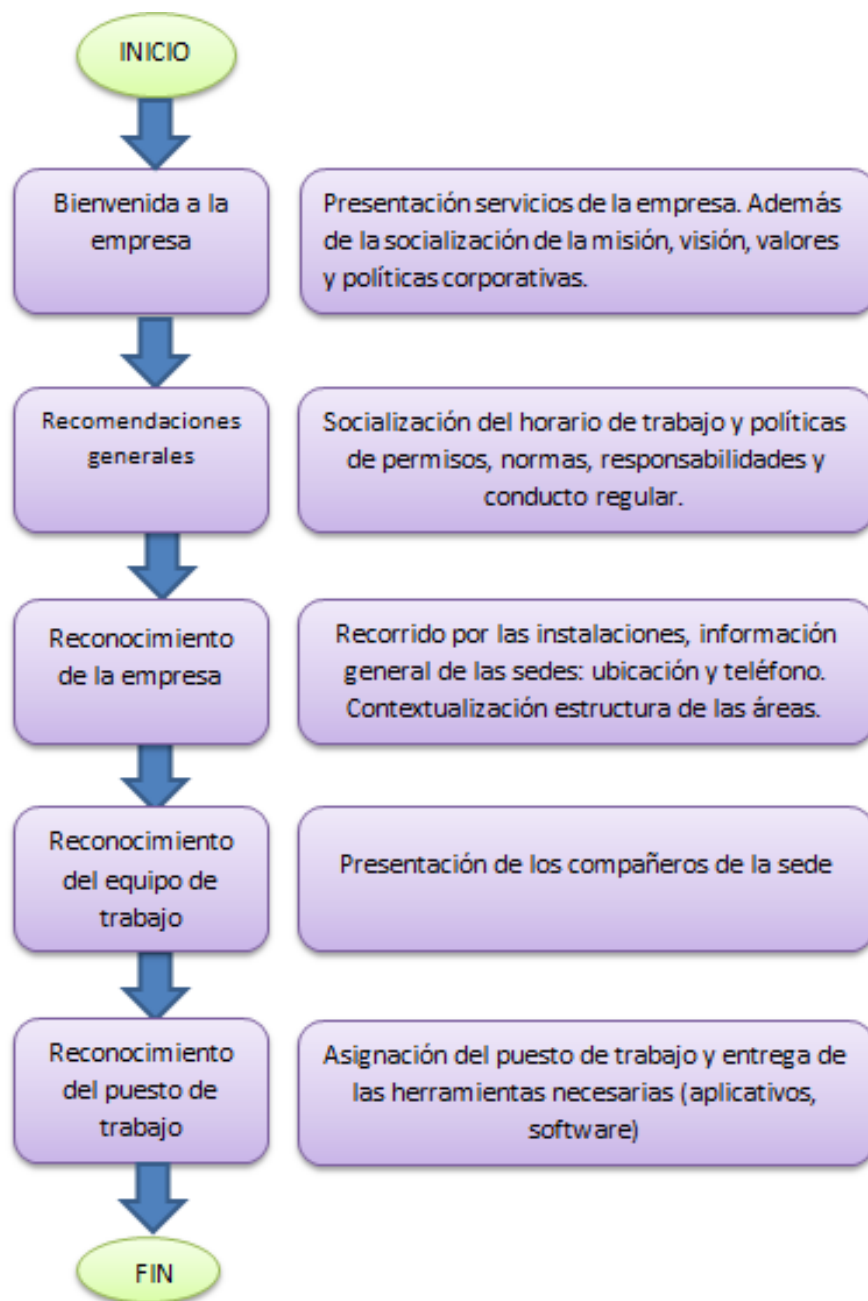 INICIO
Bienvenida a la
empresa
Presentación servicios de la empresa. Además
de la socialización de la misión, visión, valores
y políticas corporativas.
Recomendaciones
generales
Socialización del horario de trabajo y políticas
de permisos, normas, responsabilidades y
conducto regular.
Reconocimiento
de la empresa
Recorrido por las instalaciones, información
general de las sedes: ubicación y teléfono.
Contextualización estructura de las áreas.
Reconocimiento
del equipo de
trabajo
Presentación de los compañeros de la sede
Reconocimiento
del puesto de
trabajo
Asignación del puesto de trabajo y entrega de
las herramientas necesarias (aplicativos,
software)
FIN